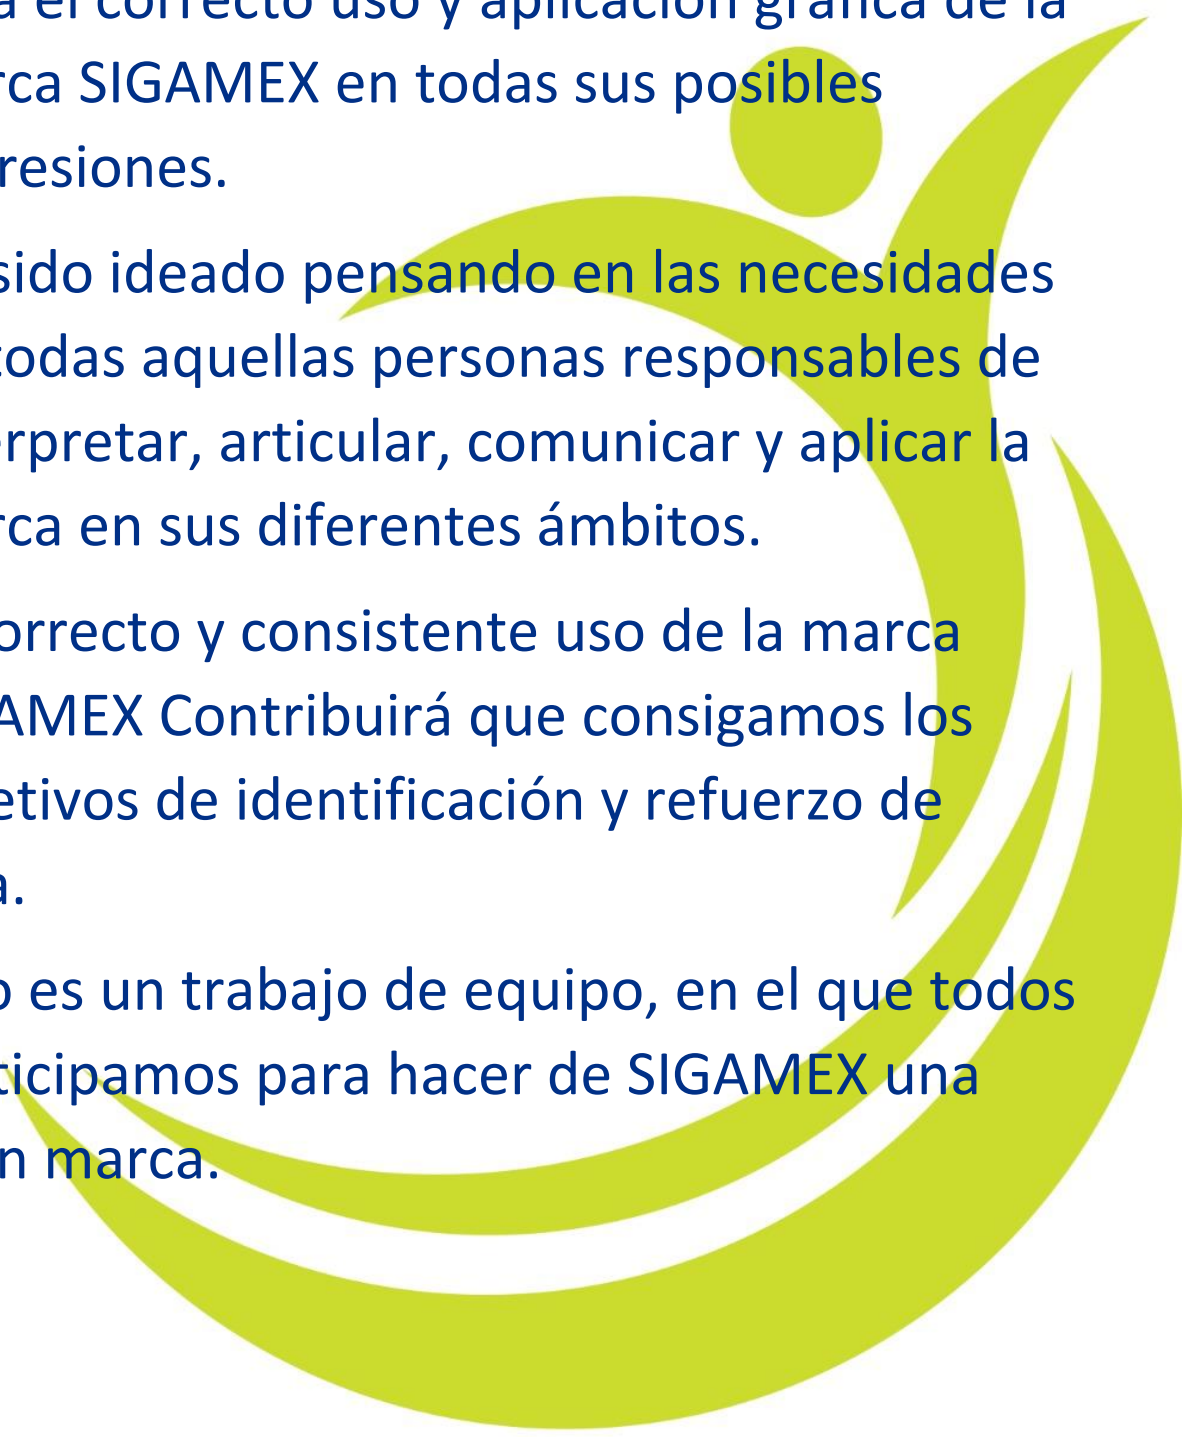 a el correcto uso y aplicación gráfica de la
rca SIGAMEX en todas sus posibles
resiones.
sido ideado pensando en las necesidades
todas aquellas personas responsables de
erpretar, articular, comunicar y aplicar la
rca en sus diferentes ámbitos.
orrecto y consistente uso de la marca
AMEX Contribuirá que consigamos los
etivos de identificación y refuerzo de
a.
o es un trabajo de equipo, en el que todos
ticipamos para hacer de SIGAMEX una
n marca.